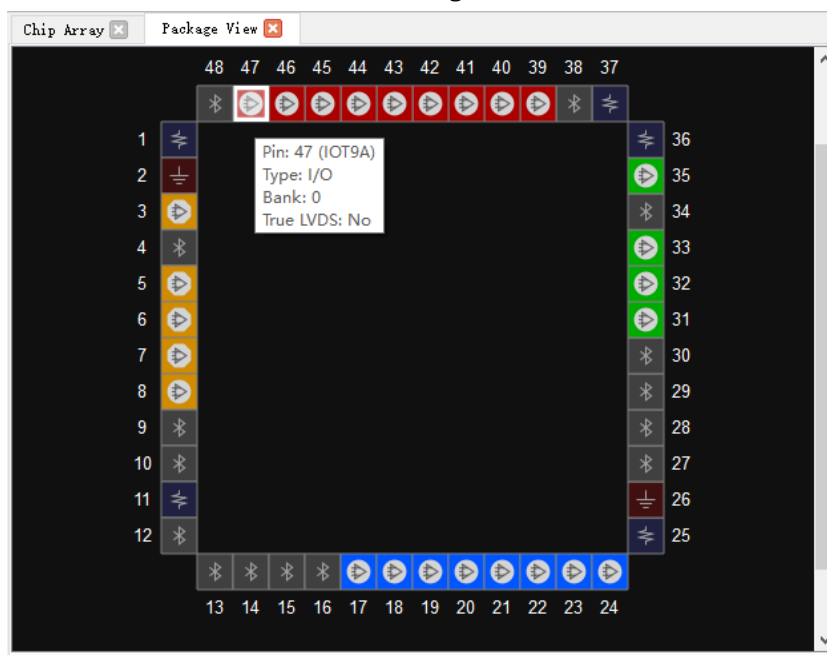 Chip Array Package View
48 47 46 45 44 43 42 41 40 39 38 37
1 36
Pin: 47 (IOT9A)
Type: I/O
Bank: 0
True LVDS: No
2 35
3 34
4 33
5 32
6 31
7 30
8 29
9 28
10 27
11 26
12 25
13 14 15 16 17 18 19 20 21 22 23 24